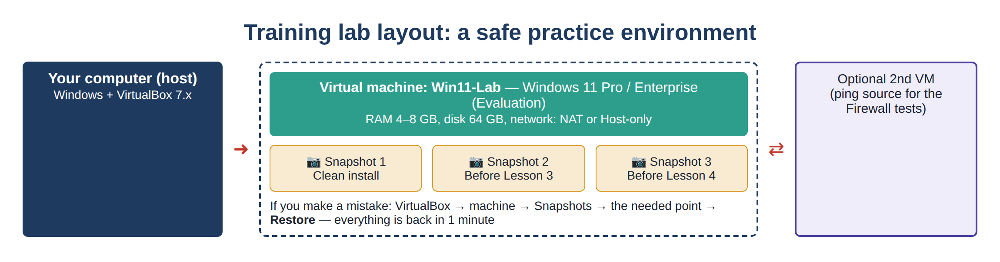 Training lab layout: a safe practice environment
Your computer (host)
Windows + VirtualBox 7.x
➜
Virtual machine: Win11-Lab — Windows 11 Pro / Enterprise
(Evaluation)
RAM 4–8 GB, disk 64 GB, network: NAT or Host-only
📷 Snapshot 1
Clean install
📷 Snapshot 2
Before Lesson 3
📷 Snapshot 3
Before Lesson 4
If you make a mistake: VirtualBox → machine → Snapshots → the needed point →
Restore — everything is back in 1 minute
⇄
Optional 2nd VM
(ping source for the
Firewall tests)